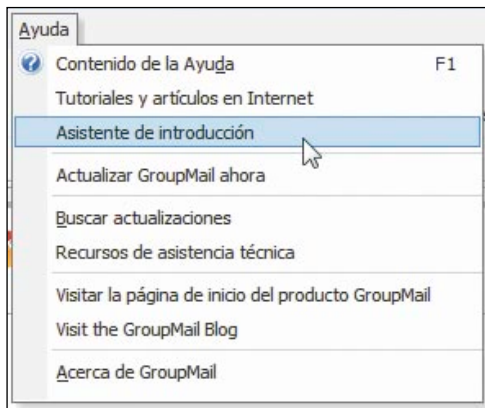 Ayuda
Contenido de la Ayuda F1
Tutoriales y artículos en Internet
Asistente de introducción
Actualizar GroupMail ahora
Buscar actualizaciones
Recursos de asistencia técnica
Visitar la página de inicio del producto GroupMail
Visit the GroupMail Blog
Acerca de GroupMail